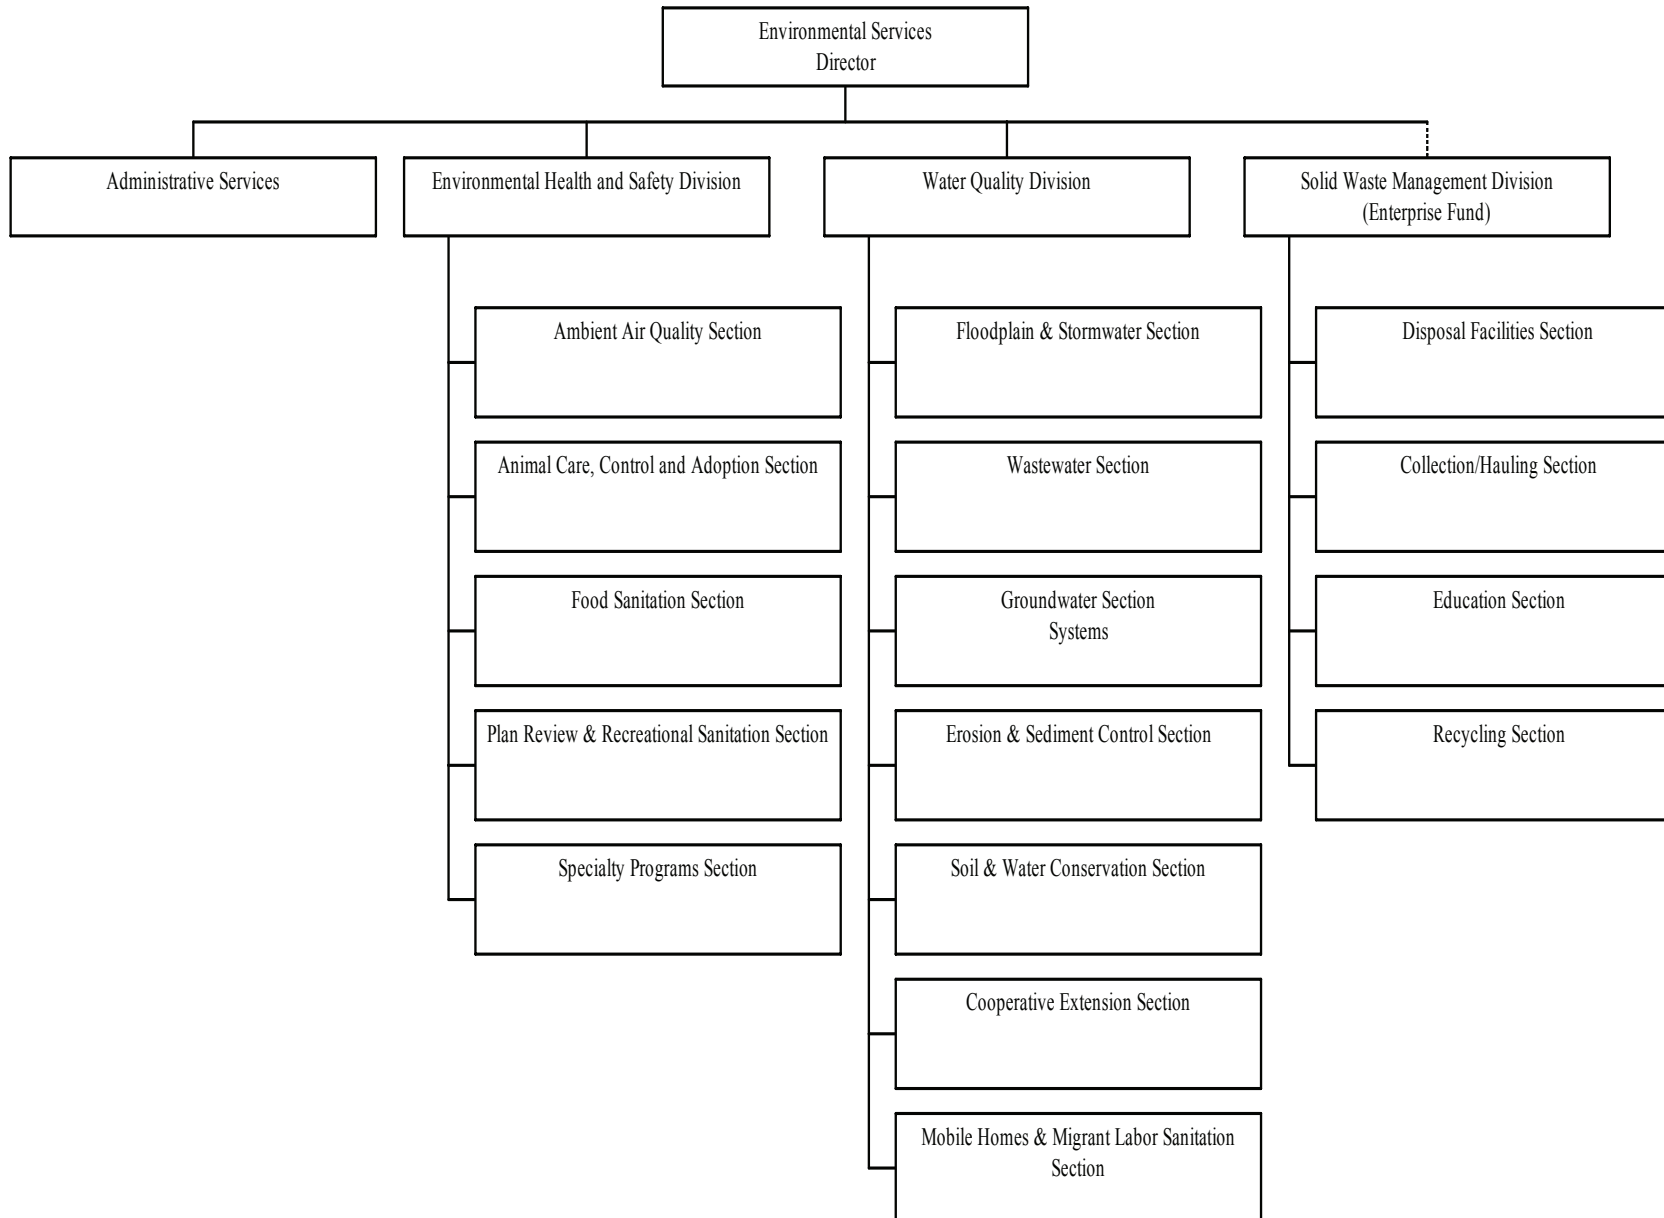 Environmental Services
Director
Administrative Services
Environmental Health and Safety Division
Water Quality Division
Solid Waste Management Division
(Enterprise Fund)
Ambient Air Quality Section
Animal Care, Control and Adoption Section
Food Sanitation Section
Plan Review & Recreational Sanitation Section
Specialty Programs Section
Floodplain & Stormwater Section
Wastewater Section
Groundwater Section
Systems
Erosion & Sediment Control Section
Soil & Water Conservation Section
Cooperative Extension Section
Mobile Homes & Migrant Labor Sanitation
Section
Disposal Facilities Section
Collection/Hauling Section
Education Section
Recycling Section